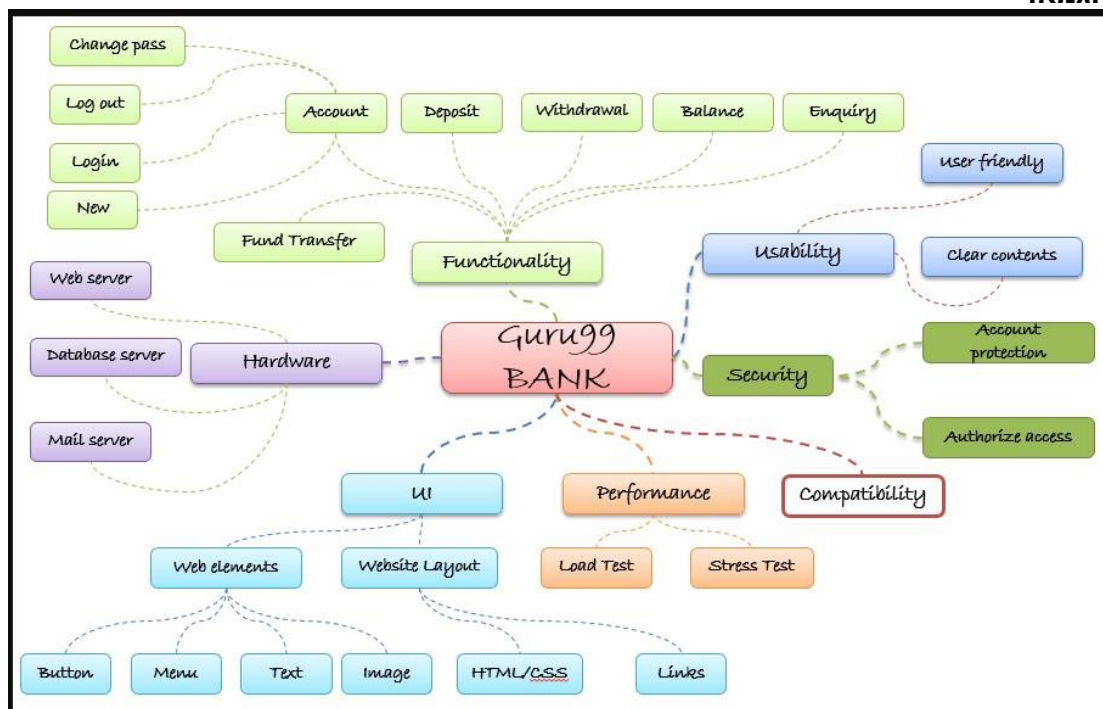 Change pass
Log out
Account
Deposit
Withdrawal
Balance
Enquiry
Login
User friendly
New
Fund Transfer
Functionality
Usability
Clear contents
Web server
Guru99
BANK
Account
protection
Database server
Hardware
Security
Mail server
Authorize access
UI
Performance
Compatibility
Web elements
Website Layout
Load Test
Stress Test
Button
Menu
Text
Image
HTML/CSS
Links